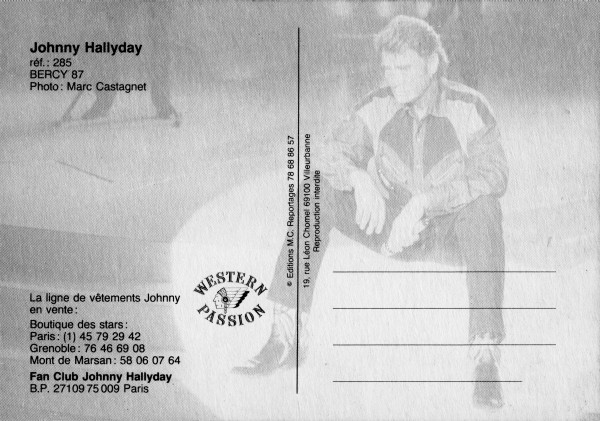 Johnny Hallyday
réf.: 285
BERCY 87
Photo: Marc Castagnet
© Editions M.C. Reportages 78 68 86 57
19, rue Léon Chomel 69100 Villeurbanne
Reproduction interdite
WESTERN
PASSION
La ligne de vêtements Johnny
en vente:
Boutique des stars:
Paris: (1) 45 79 29 42
Grenoble: 76 46 69 08
Mont de Marsan: 58 06 07 64
Fan Club Johnny Hallyday
B.P. 27109 75 009 Paris